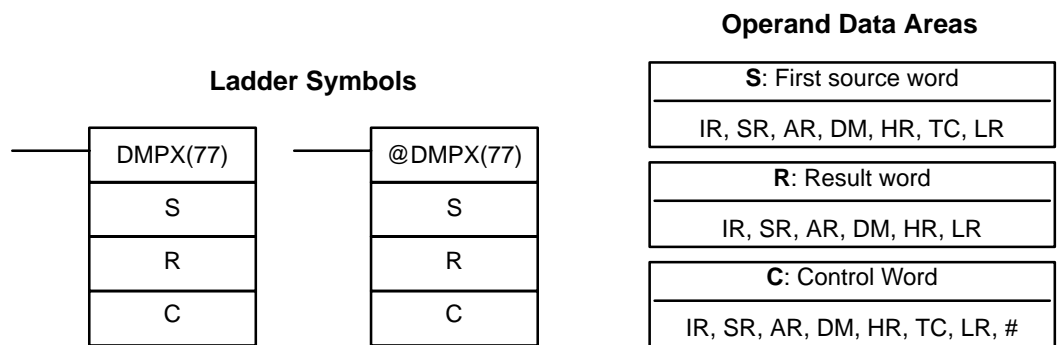 Ladder Symbols
DMPX(77)
S
R
C
@DMPX(77)
S
R
C
Operand Data Areas
S: First source word
IR, SR, AR, DM, HR, TC, LR
R: Result word
IR, SR, AR, DM, HR, LR
C: Control Word
IR, SR, AR, DM, HR, TC, LR, #